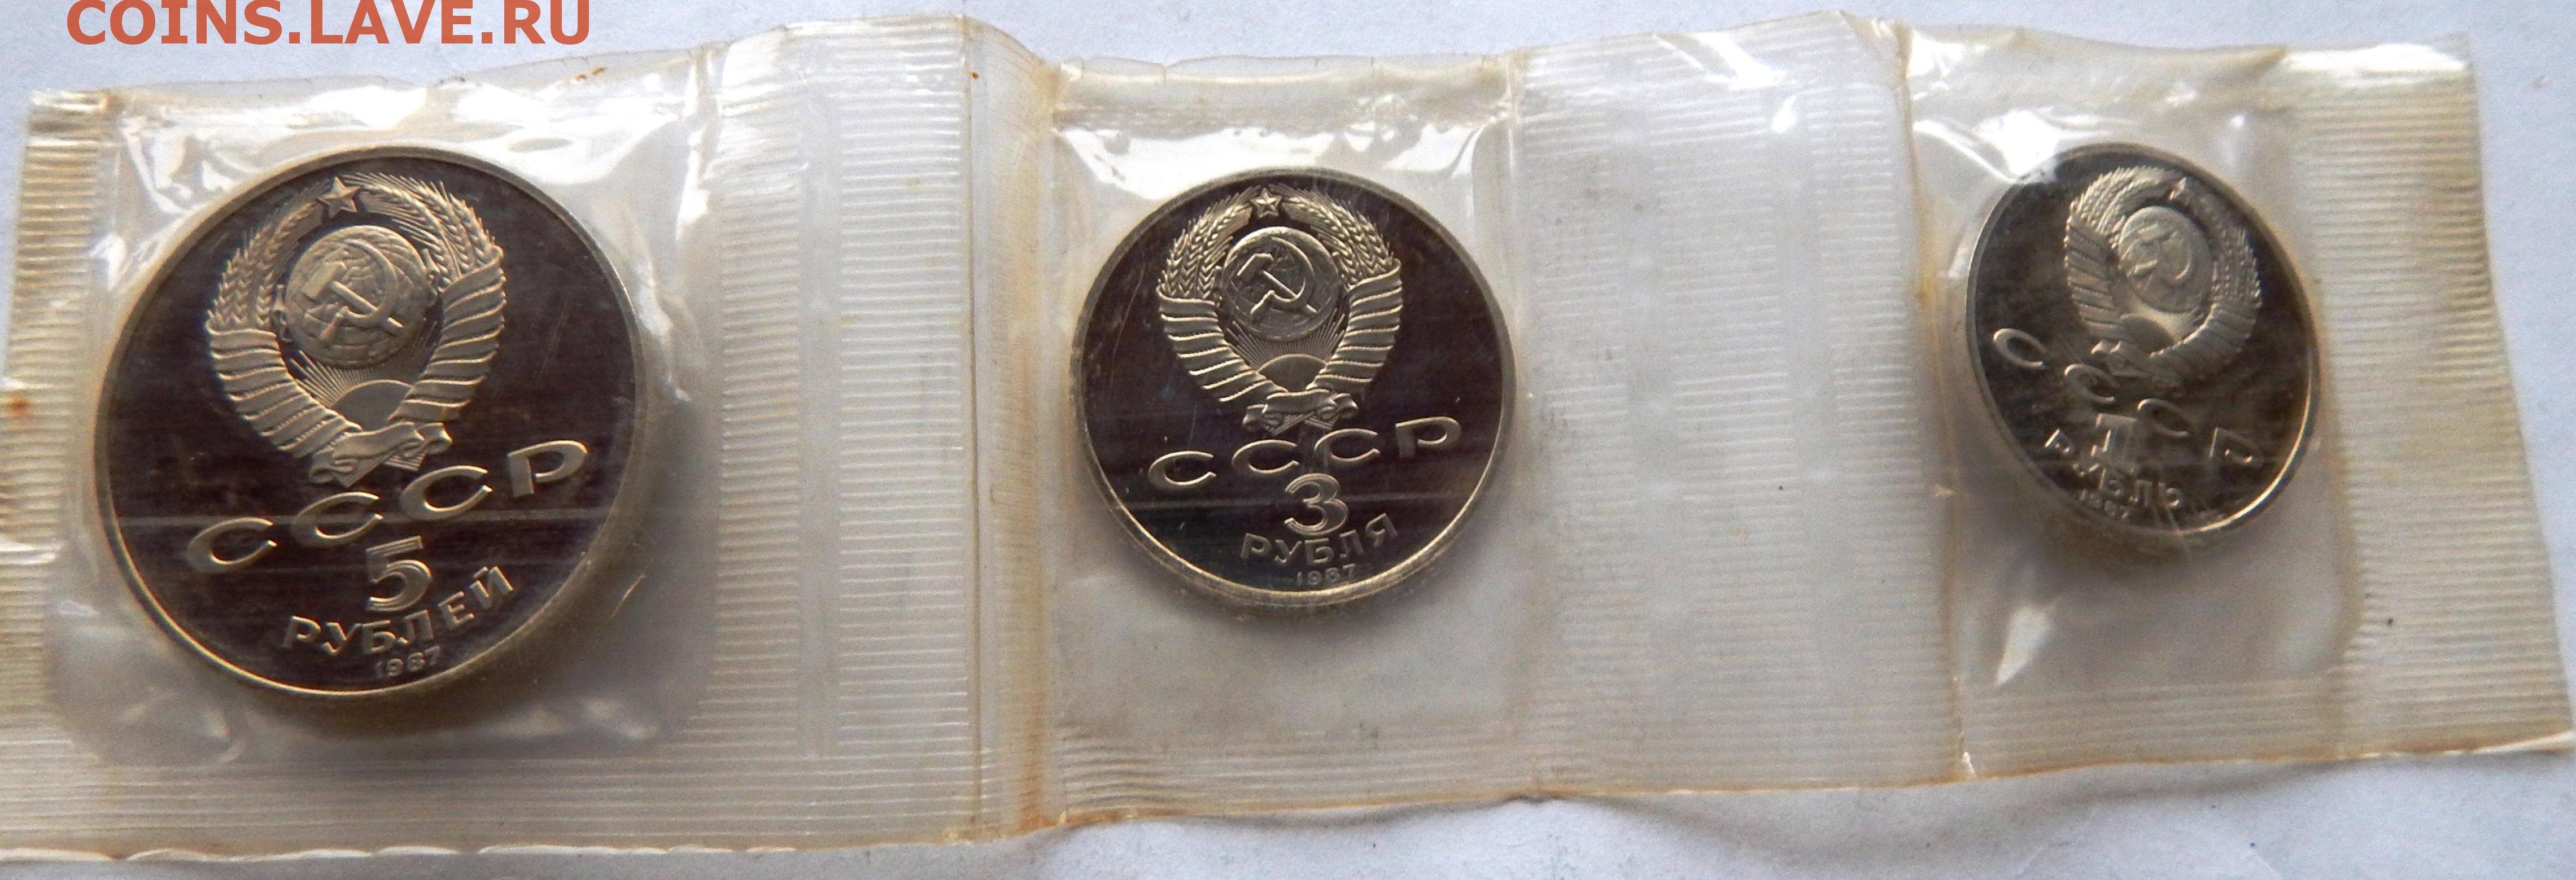 COINS.LAVE.RU
СССР
5
РУБЛЕЙ
1987
СССР
3
РУБЛЯ
1987
СССР
1
РУБЛЬ
1987